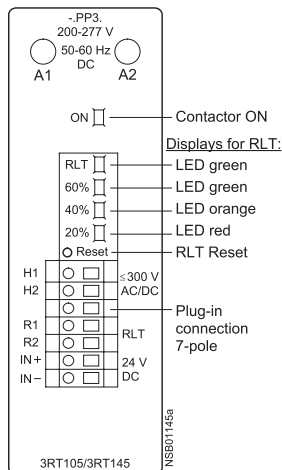 -.PP3.
200-277 V
50-60 Hz
DC
A1
A2
ON
Contactor ON
Displays for RLT:
RLT
LED green
60%
LED green
40%
LED orange
20%
LED red
Reset
RLT Reset
H1
≤300 V
H2
AC/DC
Plug-in
connection
7-pole
R1
RLT
R2
IN+
24 V
IN−
DC
3RT105/3RT145
NSB01145a